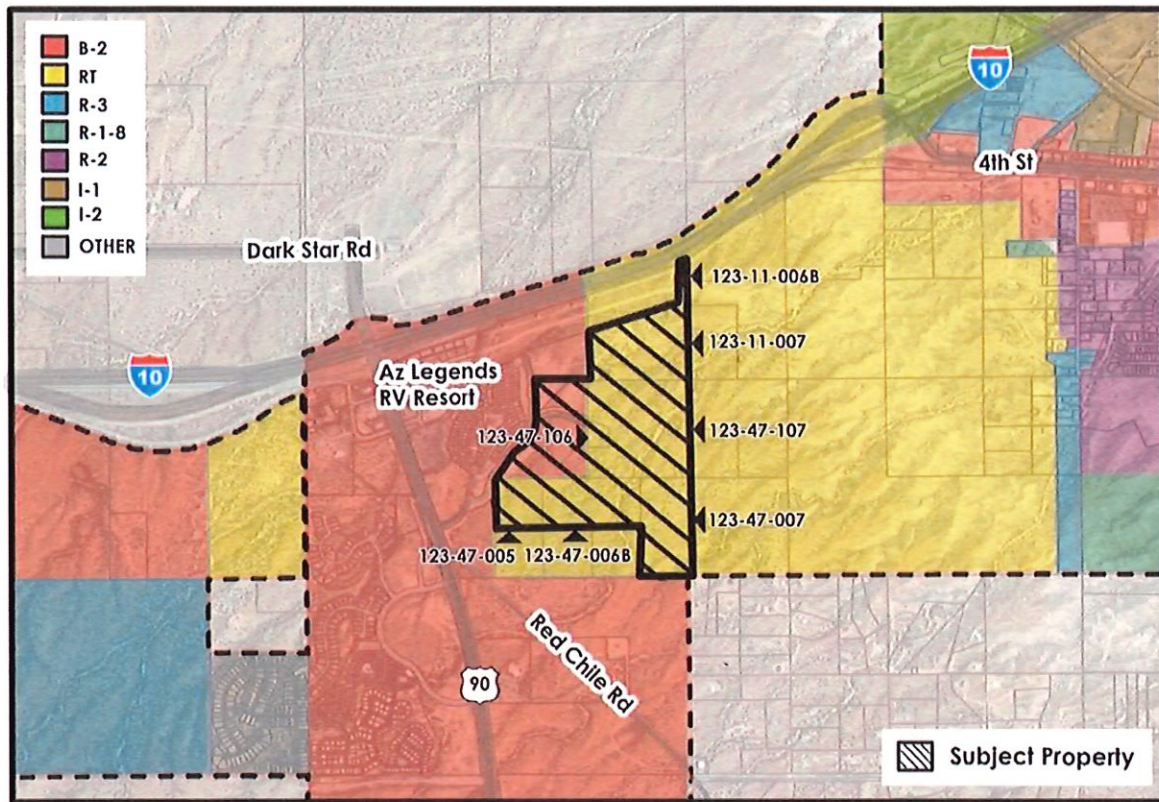 B-2
RT
R-3
R-1-8
R-2
I-1
I-2
OTHER
10
4th St
Dark Star Rd
123-11-006B
10
123-11-007
Az Legends
RV Resort
123-47-106
123-47-107
123-47-007
123-47-005
123-47-006B
Red Chile Rd
90
Subject Property